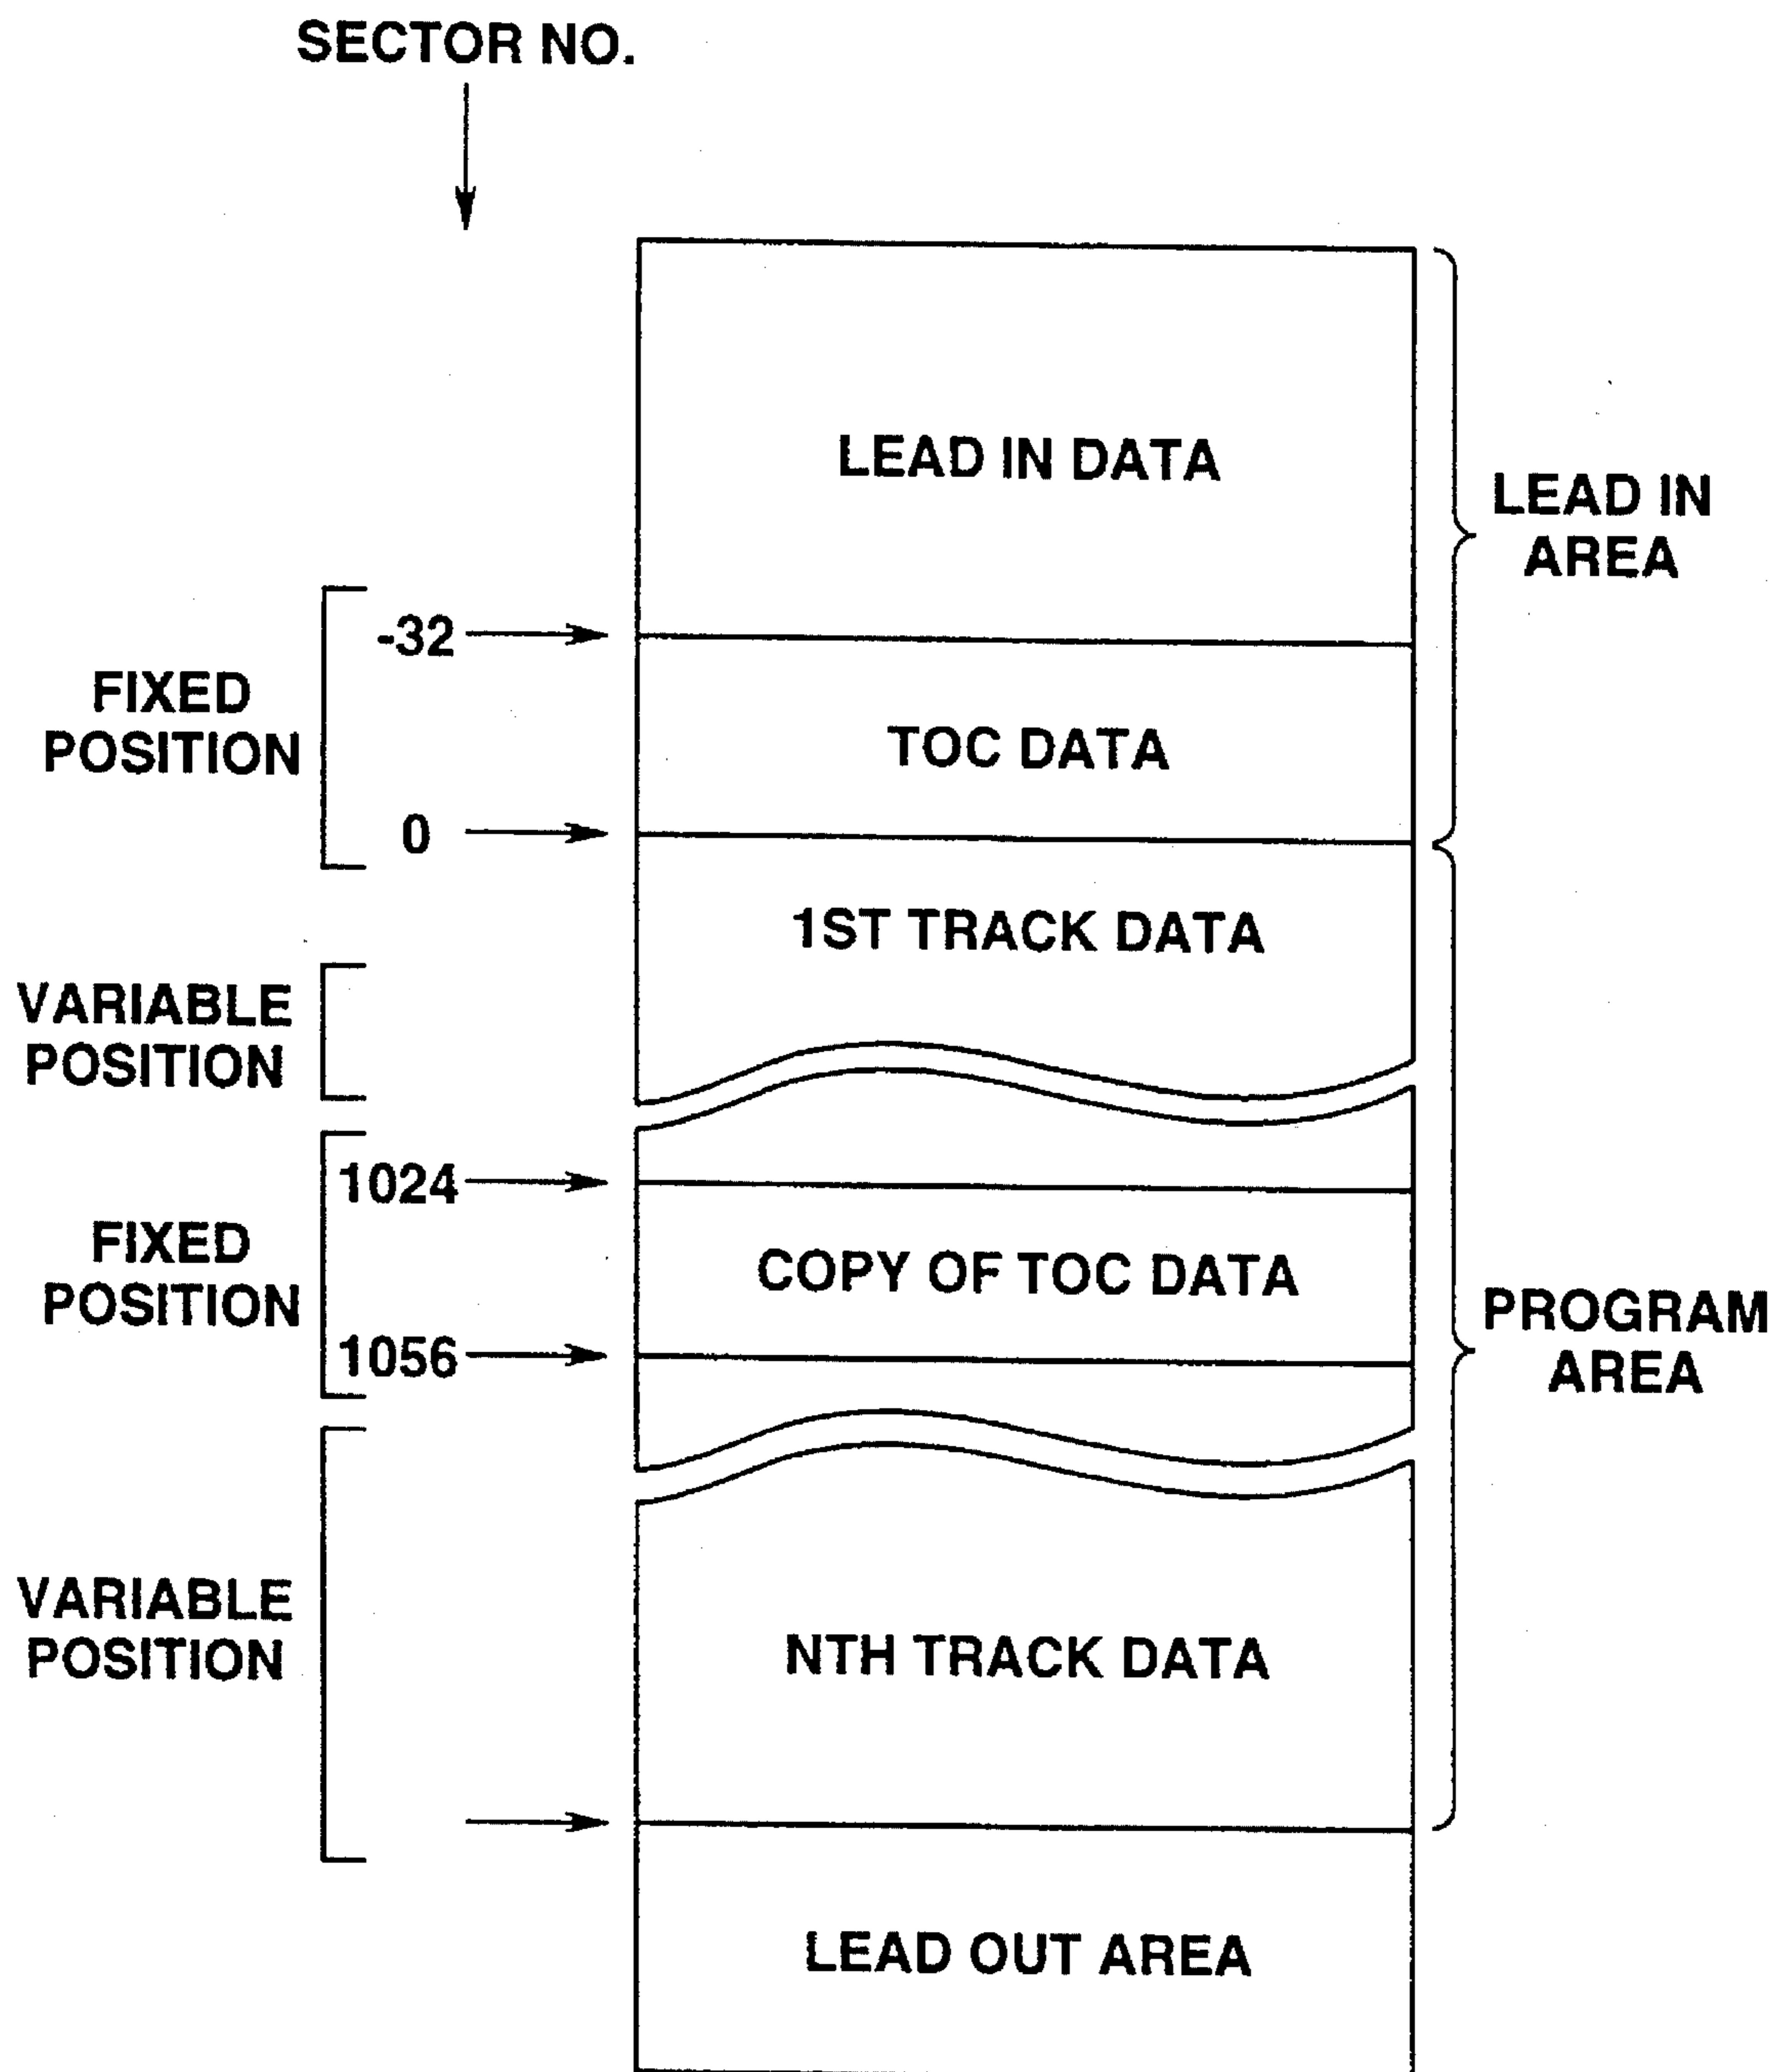 SECTOR NO.
LEAD IN DATA
LEAD IN
AREA
-32
FIXED
POSITION
TOC DATA
0
1ST TRACK DATA
VARIABLE
POSITION
1024
FIXED
POSITION
COPY OF TOC DATA
1056
PROGRAM
AREA
VARIABLE
POSITION
NTH TRACK DATA
LEAD OUT AREA